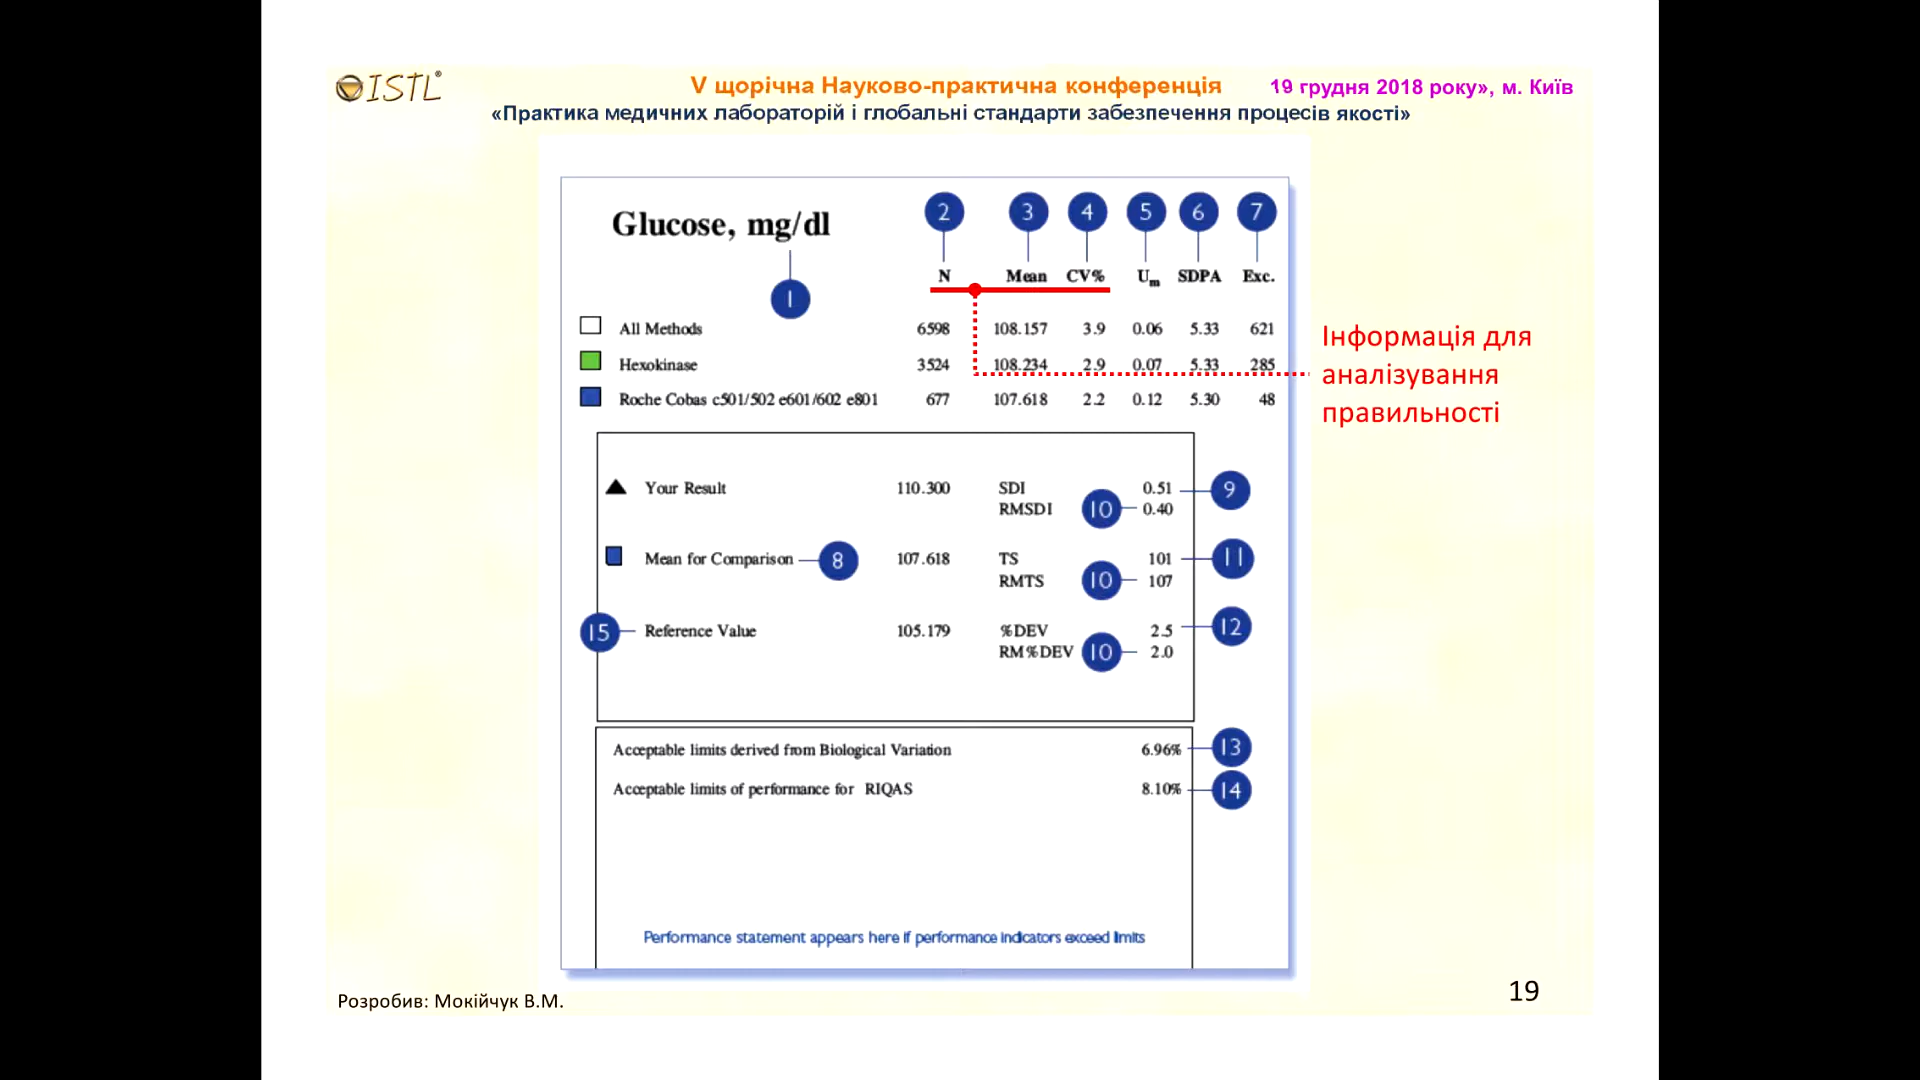 ISTL®
V щорічна Науково-практична конференція 19 грудня 2018 року», м. Київ
«Практика медичних лабораторій і глобальні стандарти забезпечення процесів якості»
2 3 4 5 6 7
Glucose, mg/dl
N Mean CV% Um SDPA Exc.
1
All Methods 6598 108.157 3.9 0.06 5.33 621
Hexokinase 3524 108.234 2.9 0.07 5.33 285
Roche Cobas c501/502 e601/602 e801 677 107.618 2.2 0.12 5.30 48
Інформація для
аналізування
правильності
Your Result 110.300 SDI 0.51 9
RMSDI 10 0.40
Mean for Comparison 8 107.618 TS 101 11
RMTS 10 107
15 Reference Value 105.179 %DEV 2.5 12
RM%DEV 10 2.0
Acceptable limits derived from Biological Variation 6.96% 13
Acceptable limits of performance for RIQAS 8.10% 14
Performance statement appears here if performance indicators exceed limits
Розробив: Мокійчук В.М.
19